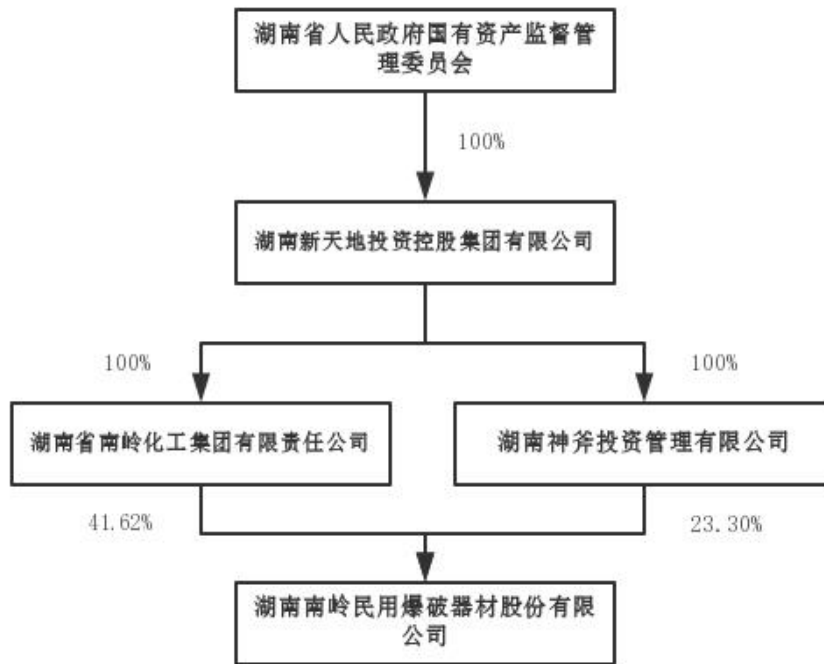 湖南省人民政府国有资产监督管
理委员会
100%
湖南新天地投资控股集团有限公司
100%
100%
湖南省南岭化工集团有限责任公司
湖南神斧投资管理有限公司
41.62%
23.30%
湖南南岭民用爆破器材股份有限
公司